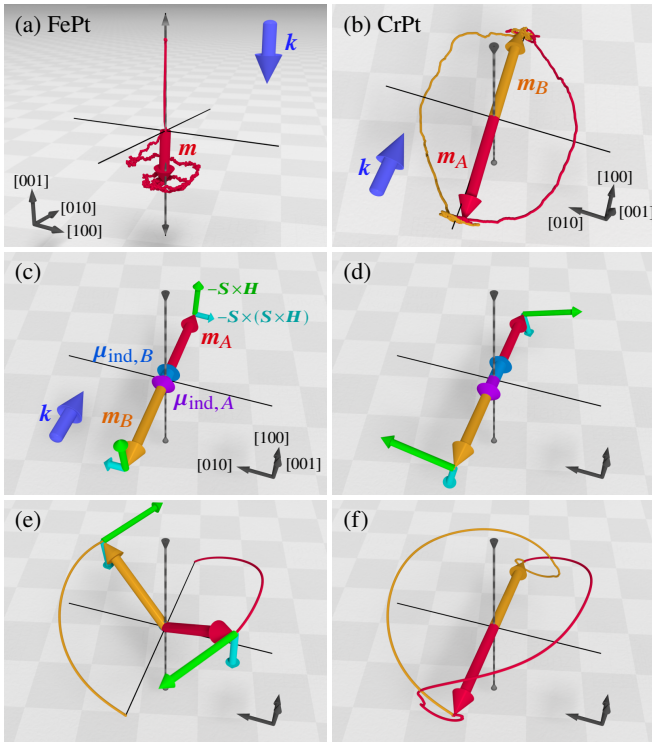 (a) FePt
k
m
[001]
[010]
[100]
(b) CrPt
m_B
m_A
k
[100]
[010]
[001]
(c)
−S×H
−S×(S×H)
m_A
μ_ind,B
μ_ind,A
k
m_B
[100]
[010]
[001]
(d)
(e)
(f)